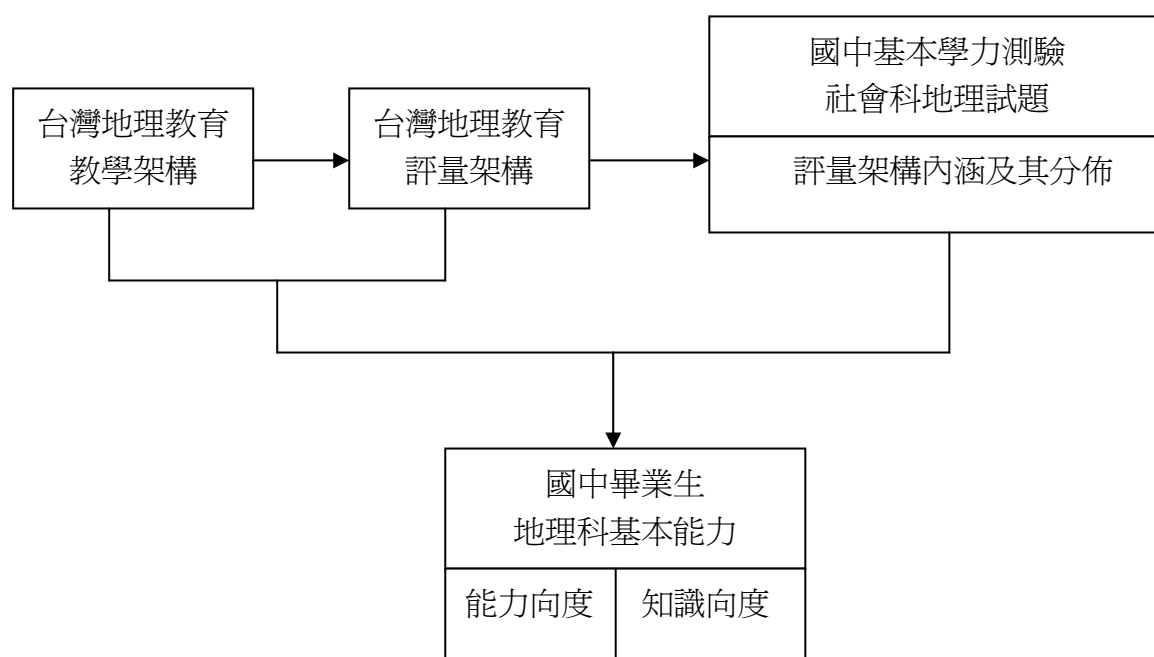 國中基本學力測驗
社會科地理試題
台灣地理教育
教學架構
台灣地理教育
評量架構
評量架構內涵及其分佈
國中畢業生
地理科基本能力
能力向度
知識向度